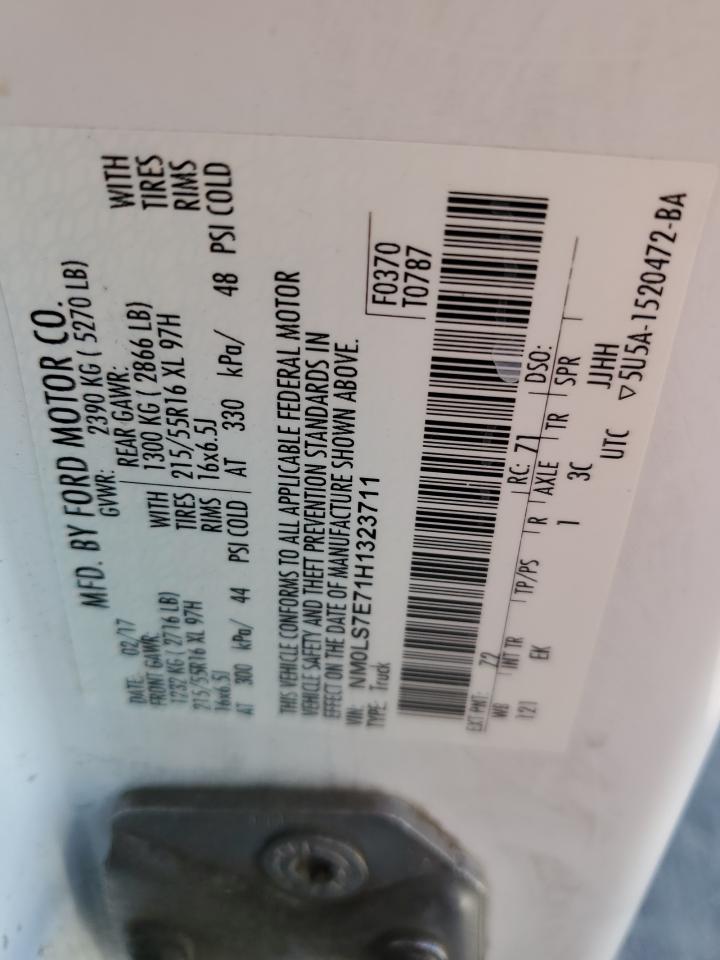 MFD. BY FORD MOTOR CO.
DATE: 02/17 GVWR: 2390 KG ( 5270 LB)
FRONT GAWR: REAR GAWR:
1232 KG ( 2716 LB) WITH 1300 KG ( 2866 LB) WITH
215/55R16 XL 97H TIRES 215/55R16 XL 97H TIRES
16x6.5J RIMS 16x6.5J RIMS
AT 300 kPa/ 44 PSI COLD AT 330 kPa/ 48 PSI COLD
THIS VEHICLE CONFORMS TO ALL APPLICABLE FEDERAL MOTOR
VEHICLE SAFETY AND THEFT PREVENTION STANDARDS IN
EFFECT ON THE DATE OF MANUFACTURE SHOWN ABOVE.
VIN: NM0LS7E71H1323711
TYPE: Truck
F0370
T0787
EXT PNT: Z2 RC: 71 DSO:
WB INT TR TP/PS R AXLE TR SPR
121 EK 1 3C JJHH
UTC ▽5U5A-1520472-BA